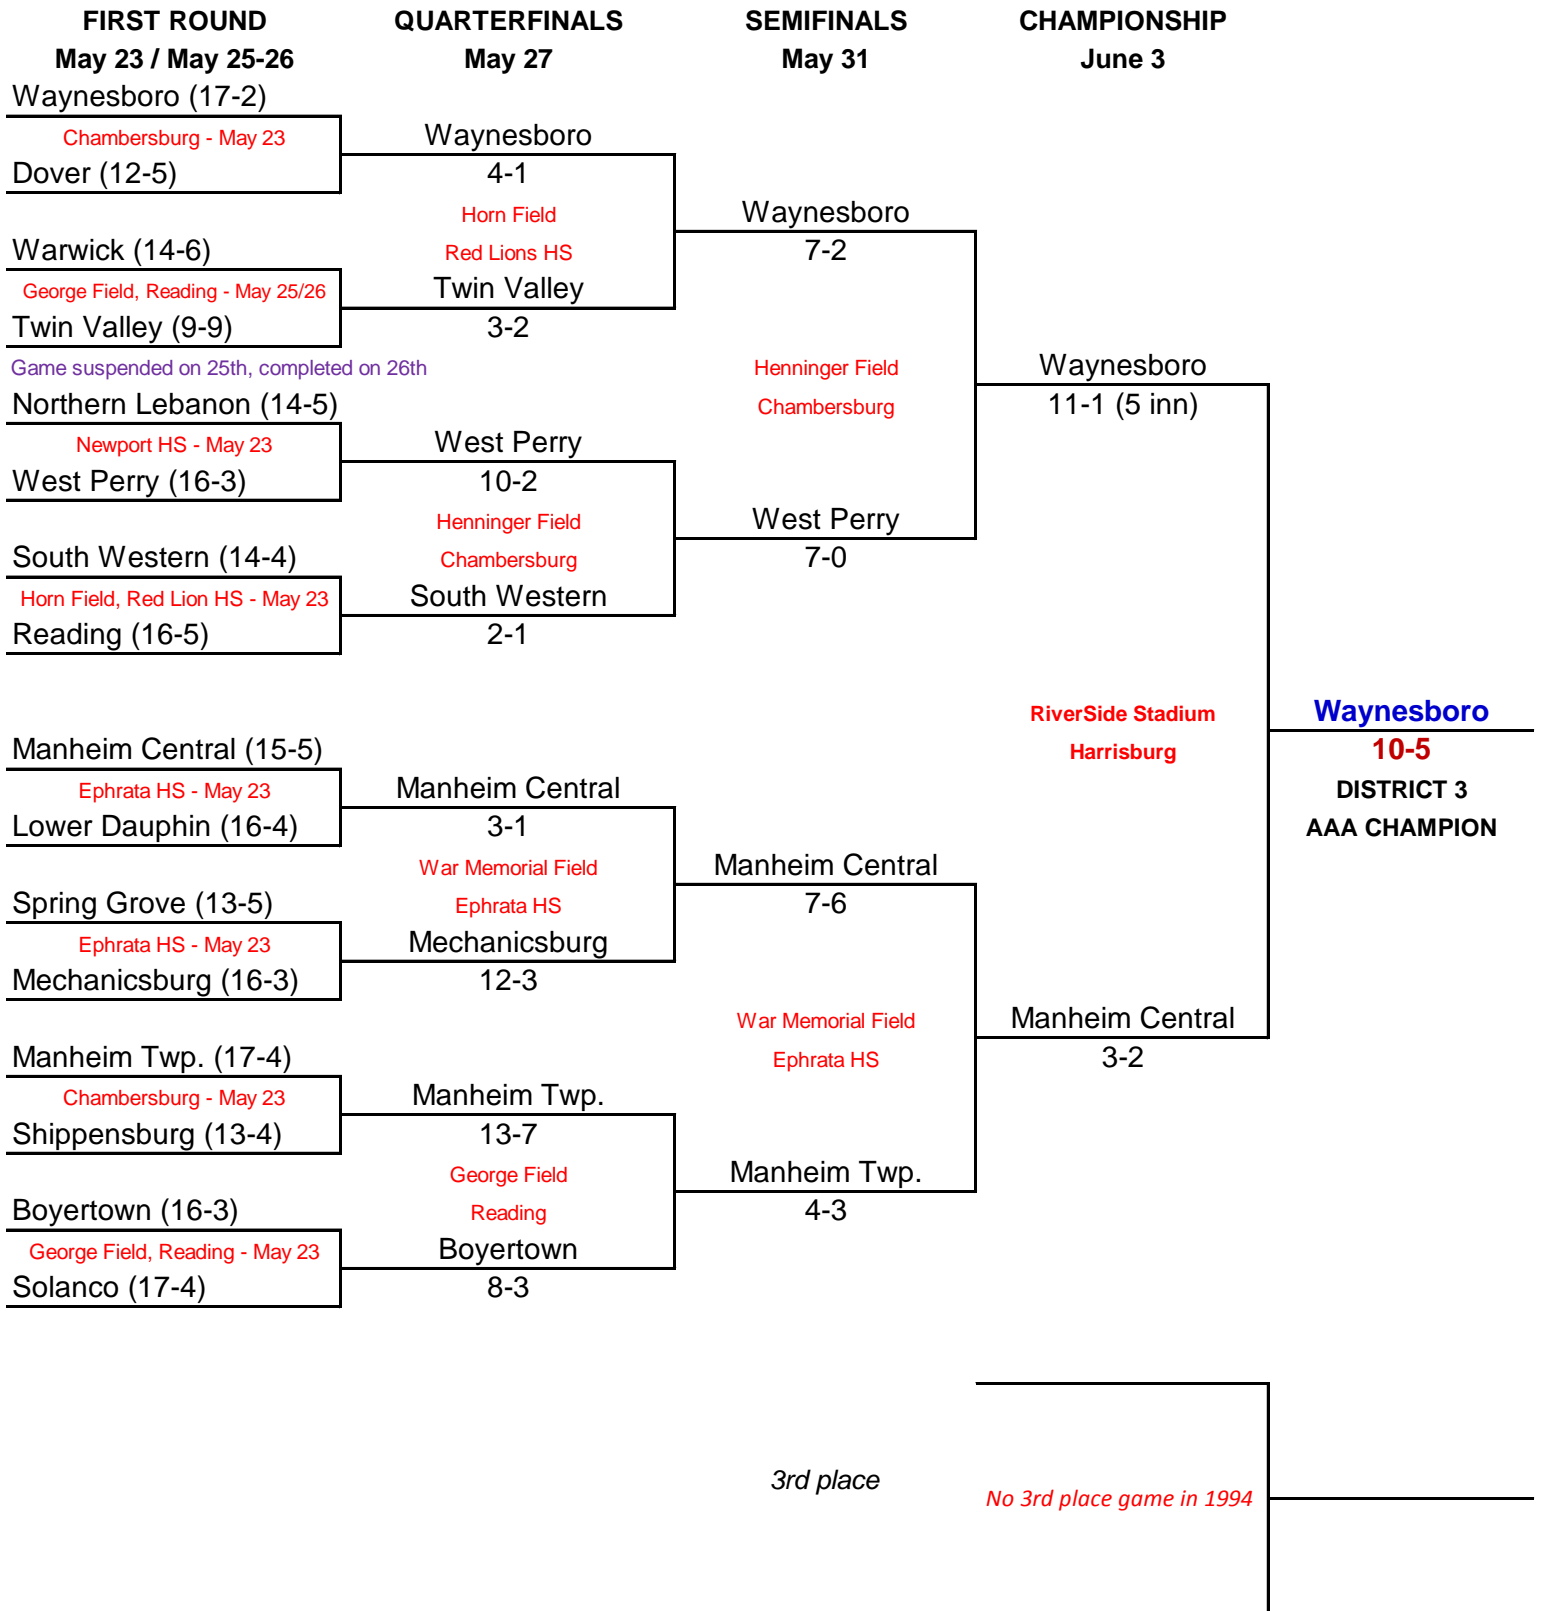 FIRST ROUND
May 23 / May 25-26
QUARTERFINALS
May 27
SEMIFINALS
May 31
CHAMPIONSHIP
June 3
Waynesboro (17-2)
Chambersburg - May 23
Dover (12-5)
Warwick (14-6)
George Field, Reading - May 25/26
Twin Valley (9-9)
Game suspended on 25th, completed on 26th
Northern Lebanon (14-5)
Newport HS - May 23
West Perry (16-3)
South Western (14-4)
Horn Field, Red Lion HS - May 23
Reading (16-5)
Manheim Central (15-5)
Ephrata HS - May 23
Lower Dauphin (16-4)
Spring Grove (13-5)
Ephrata HS - May 23
Mechanicsburg (16-3)
Manheim Twp. (17-4)
Chambersburg - May 23
Shippensburg (13-4)
Boyertown (16-3)
George Field, Reading - May 23
Solanco (17-4)
Waynesboro
4-1
Horn Field
Red Lions HS
Twin Valley
3-2
West Perry
10-2
Henninger Field
Chambersburg
South Western
2-1
Manheim Central
3-1
War Memorial Field
Ephrata HS
Mechanicsburg
12-3
Manheim Twp.
13-7
George Field
Reading
Boyertown
8-3
Waynesboro
7-2
Henninger Field
Chambersburg
West Perry
7-0
Manheim Central
7-6
War Memorial Field
Ephrata HS
Manheim Twp.
4-3
Waynesboro
11-1 (5 inn)
RiverSide Stadium
Harrisburg
Manheim Central
3-2
Waynesboro
10-5
DISTRICT 3
AAA CHAMPION
3rd place
No 3rd place game in 1994